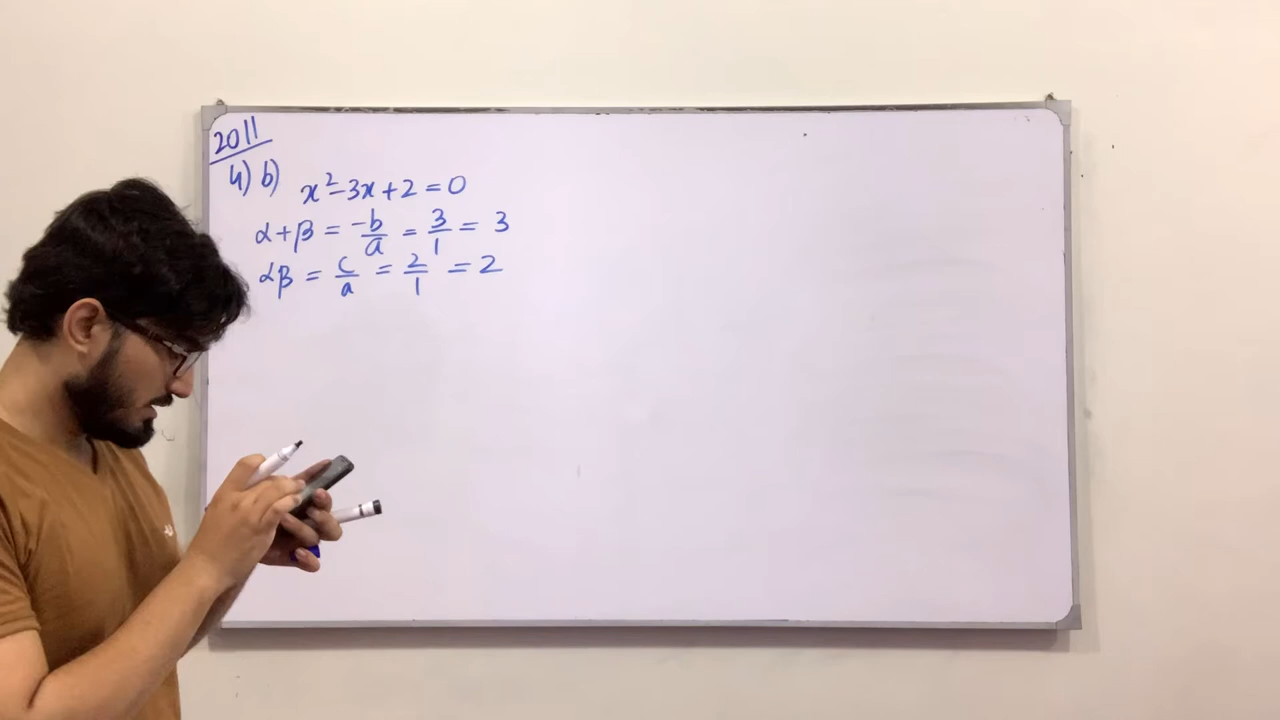 2011
4) b) x² - 3x + 2 = 0
α + β = -b/a = 3/1 = 3
αβ = c/a = 2/1 = 2